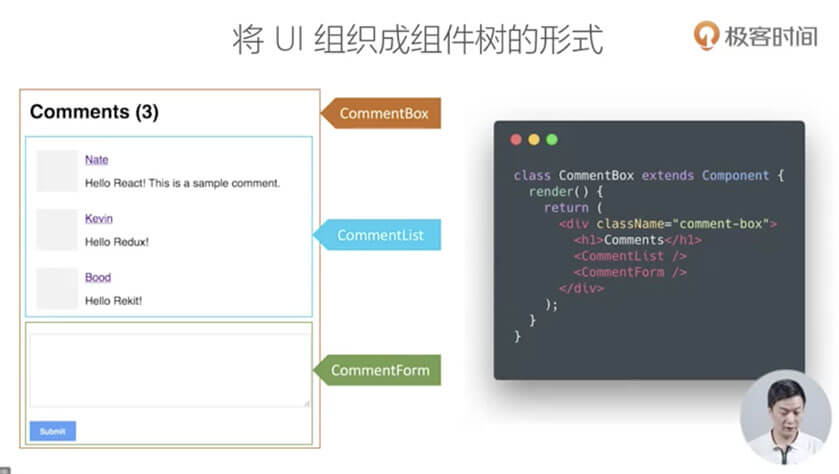 将 UI 组织成组件树的形式
极客时间
Comments (3)
CommentBox
Nate
Hello React! This is a sample comment.
Kevin
Hello Redux!
CommentList
Bood
Hello Rekit!
CommentForm
Submit
class CommentBox extends Component {
render() {
return (
<div className="comment-box">
<h1>Comments</h1>
<CommentList />
<CommentForm />
</div>
);
}
}